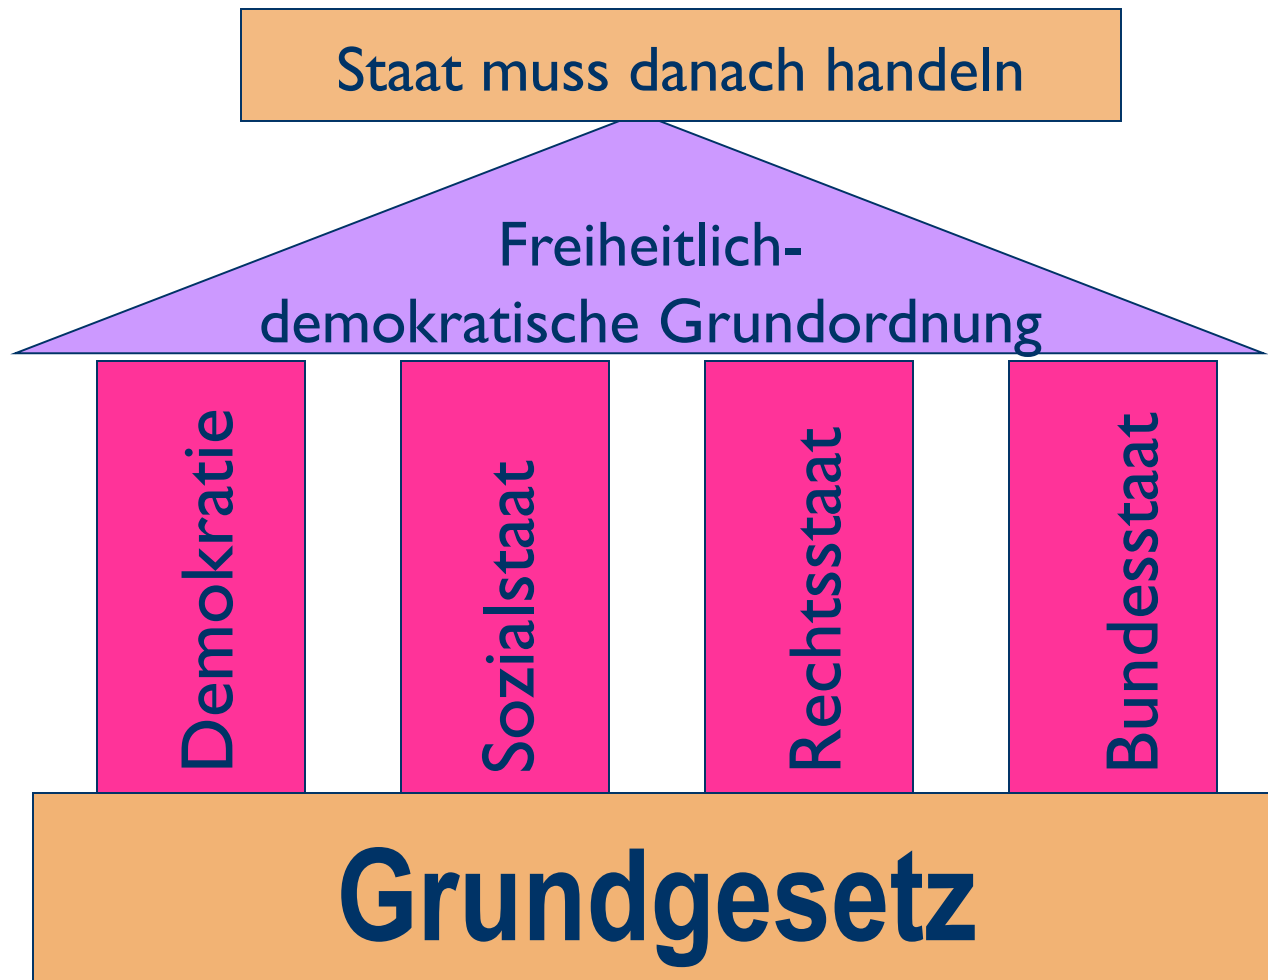 Staat muss danach handeln
Freiheitlich-
demokratische Grundordnung
Demokratie
Sozialstaat
Rechtsstaat
Bundesstaat
Grundgesetz